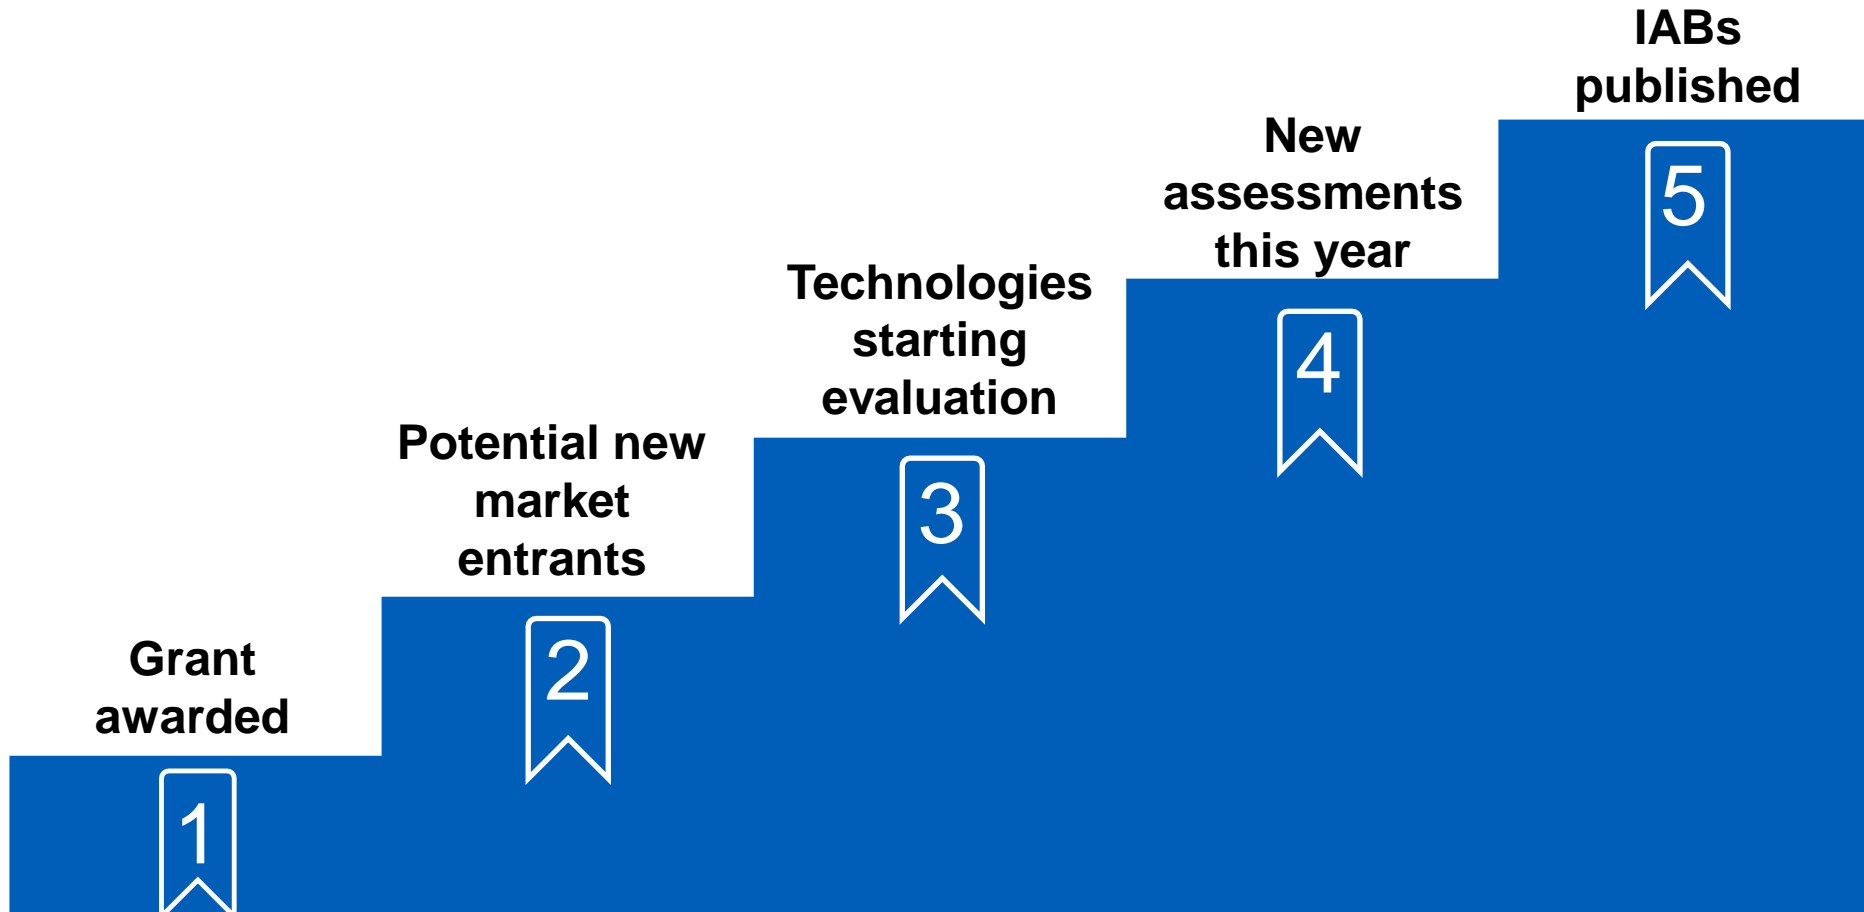 Grant
awarded
1
Potential new
market
entrants
2
Technologies
starting
evaluation
3
New
assessments
this year
4
IABs
published
5